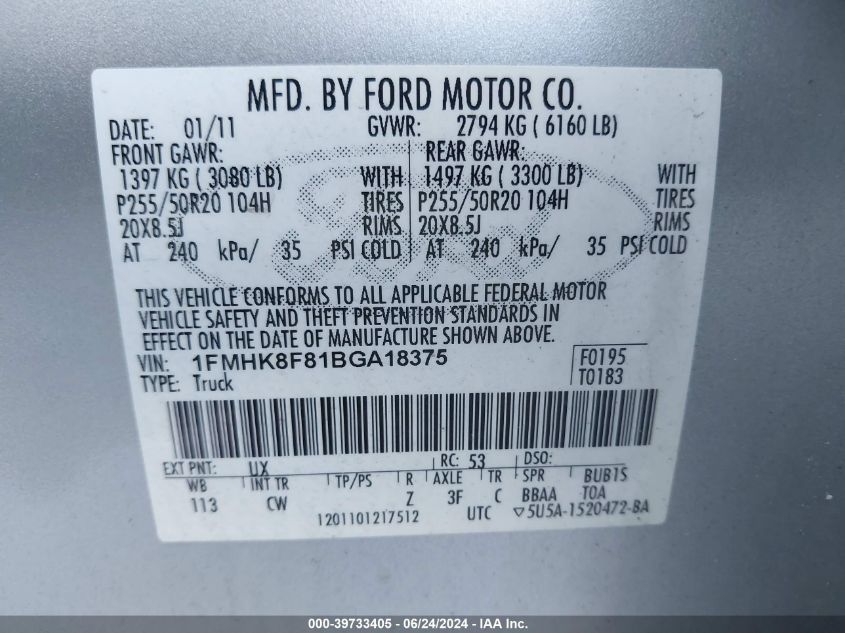 MFD. BY FORD MOTOR CO.
DATE: 01/11 GVWR: 2794 KG ( 6160 LB)
FRONT GAWR: REAR GAWR:
1397 KG ( 3080 LB) WITH 1497 KG ( 3300 LB) WITH
P255/50R20 104H TIRES P255/50R20 104H TIRES
20X8.5J RIMS 20X8.5J RIMS
AT 240 kPa/ 35 PSI COLD AT 240 kPa/ 35 PSI COLD
THIS VEHICLE CONFORMS TO ALL APPLICABLE FEDERAL MOTOR
VEHICLE SAFETY AND THEFT PREVENTION STANDARDS IN
EFFECT ON THE DATE OF MANUFACTURE SHOWN ABOVE.
VIN: 1FMHK8F81BGA18375 F0195
TYPE: Truck T0183
EXT PNT: UX RC: 53 DSO:
WB INT TR TP/PS R AXLE TR SPR BUB1S
113 CW Z 3F C BBAA TOA
1201101217512 UTC ▽5U5A-1520472-BA
000-39733405 - 06/24/2024 - IAA Inc.